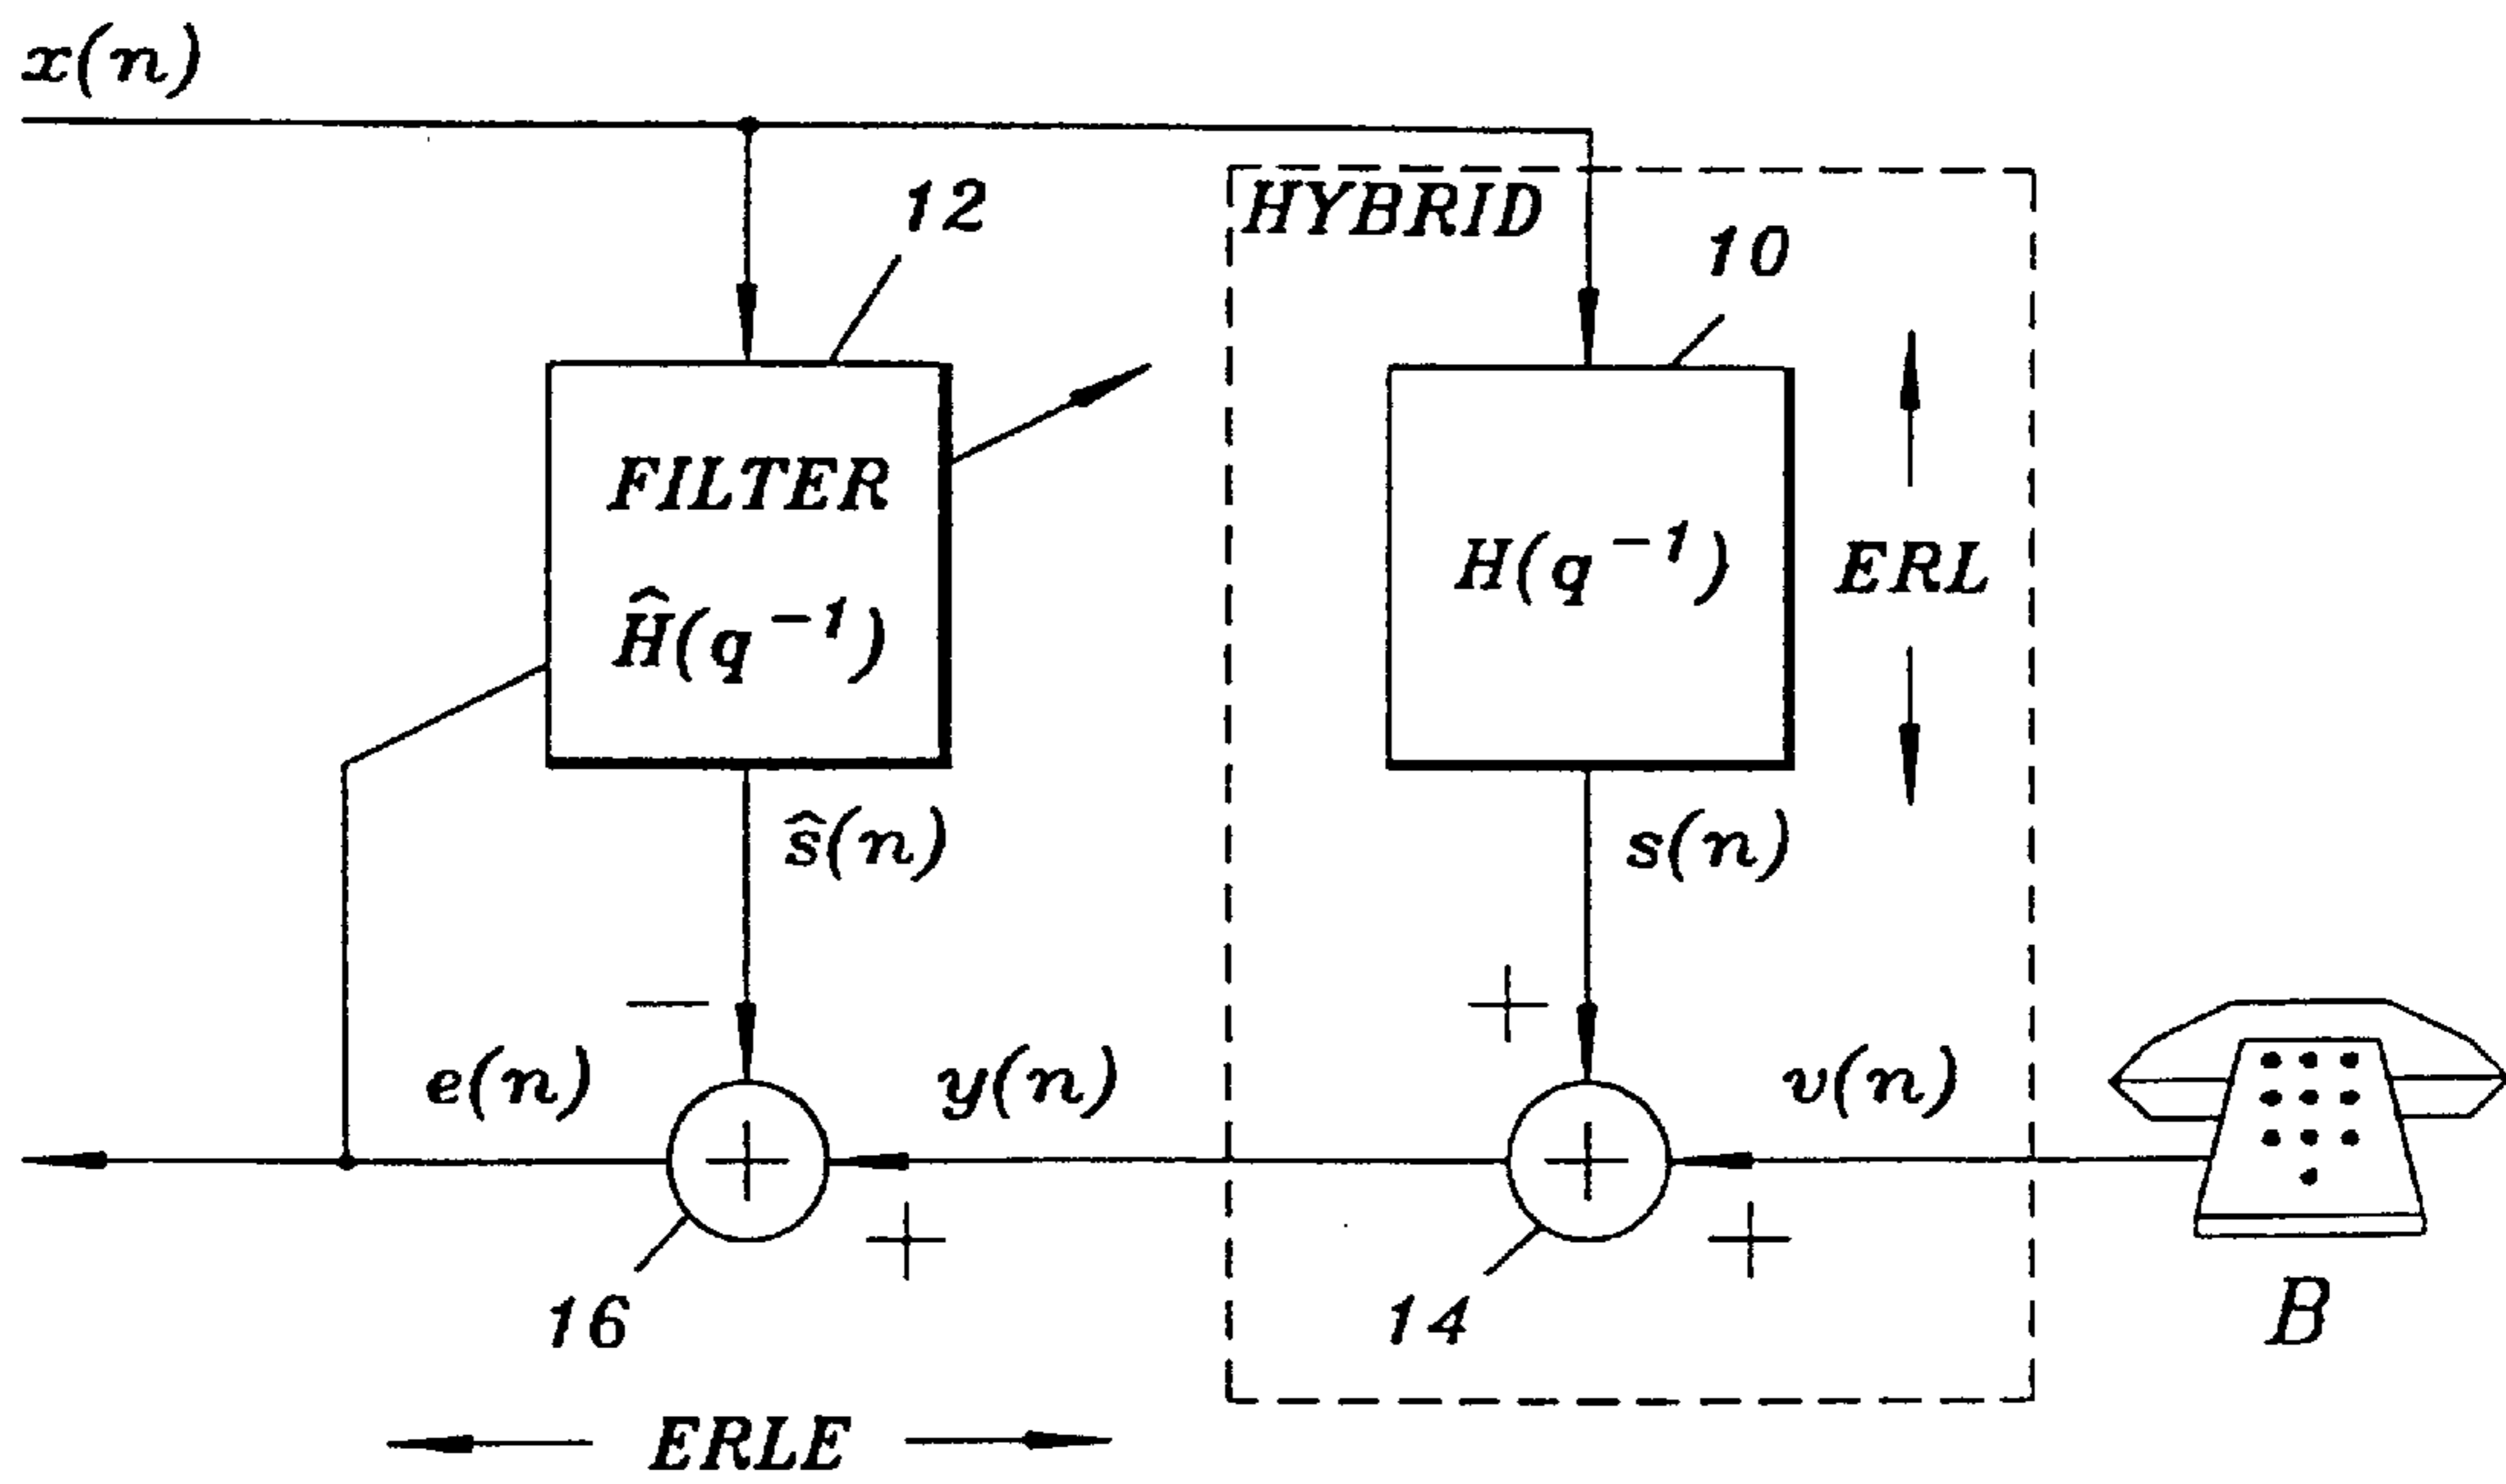 x(n)
12
HYBRID
10
FILTER
Ĥ(q⁻¹)
H(q⁻¹)
ERL
ŝ(n)
s(n)
−
+
e(n)
y(n)
v(n)
+
+
+
+
16
14
B
ERLE